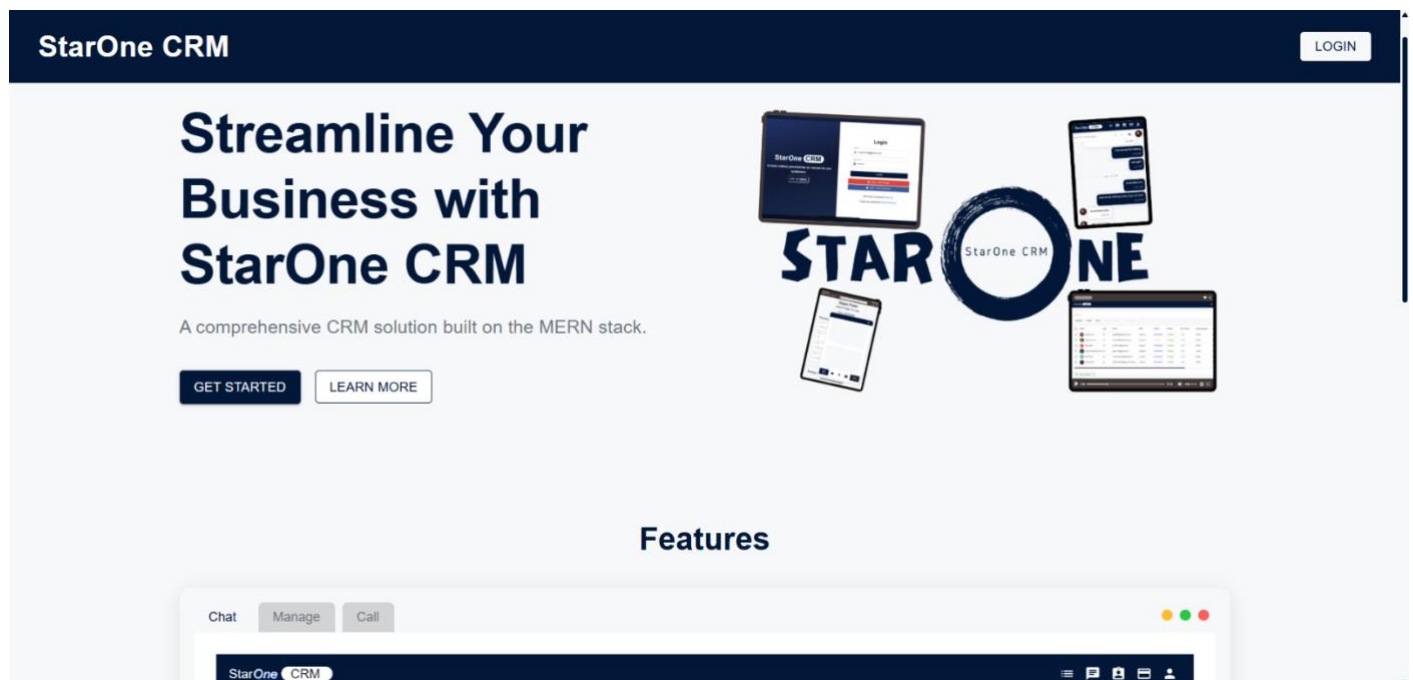 StarOne CRM
LOGIN
Streamline Your
Business with
StarOne CRM
A comprehensive CRM solution built on the MERN stack.
GET STARTED
LEARN MORE
StarOne CRM
Login
STAR
StarOne CRM
NE
Features
Chat
Manage
Call
StarOne CRM